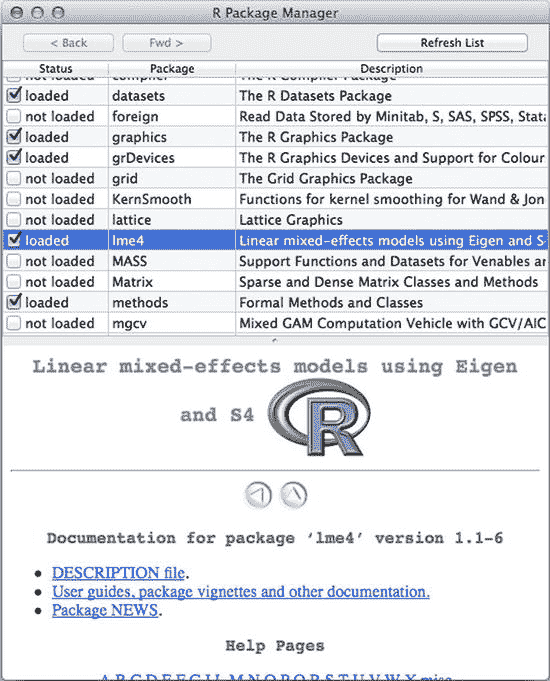 R Package Manager
< Back Fwd > Refresh List
Status Package Description
not loaded compiler The R Compiler Package
loaded datasets The R Datasets Package
not loaded foreign Read Data Stored by Minitab, S, SAS, SPSS, Stata
loaded graphics The R Graphics Package
loaded grDevices The R Graphics Devices and Support for Colour
not loaded grid The Grid Graphics Package
not loaded KernSmooth Functions for kernel smoothing for Wand & Jon
not loaded lattice Lattice Graphics
loaded lme4 Linear mixed-effects models using Eigen and S
not loaded MASS Support Functions and Datasets for Venables an
not loaded Matrix Sparse and Dense Matrix Classes and Methods
loaded methods Formal Methods and Classes
not loaded mgcv Mixed GAM Computation Vehicle with GCV/AIC
Linear mixed-effects models using Eigen
and S4 R
Documentation for package ‘lme4’ version 1.1-6
• DESCRIPTION file.
• User guides, package vignettes and other documentation.
• Package NEWS.
Help Pages